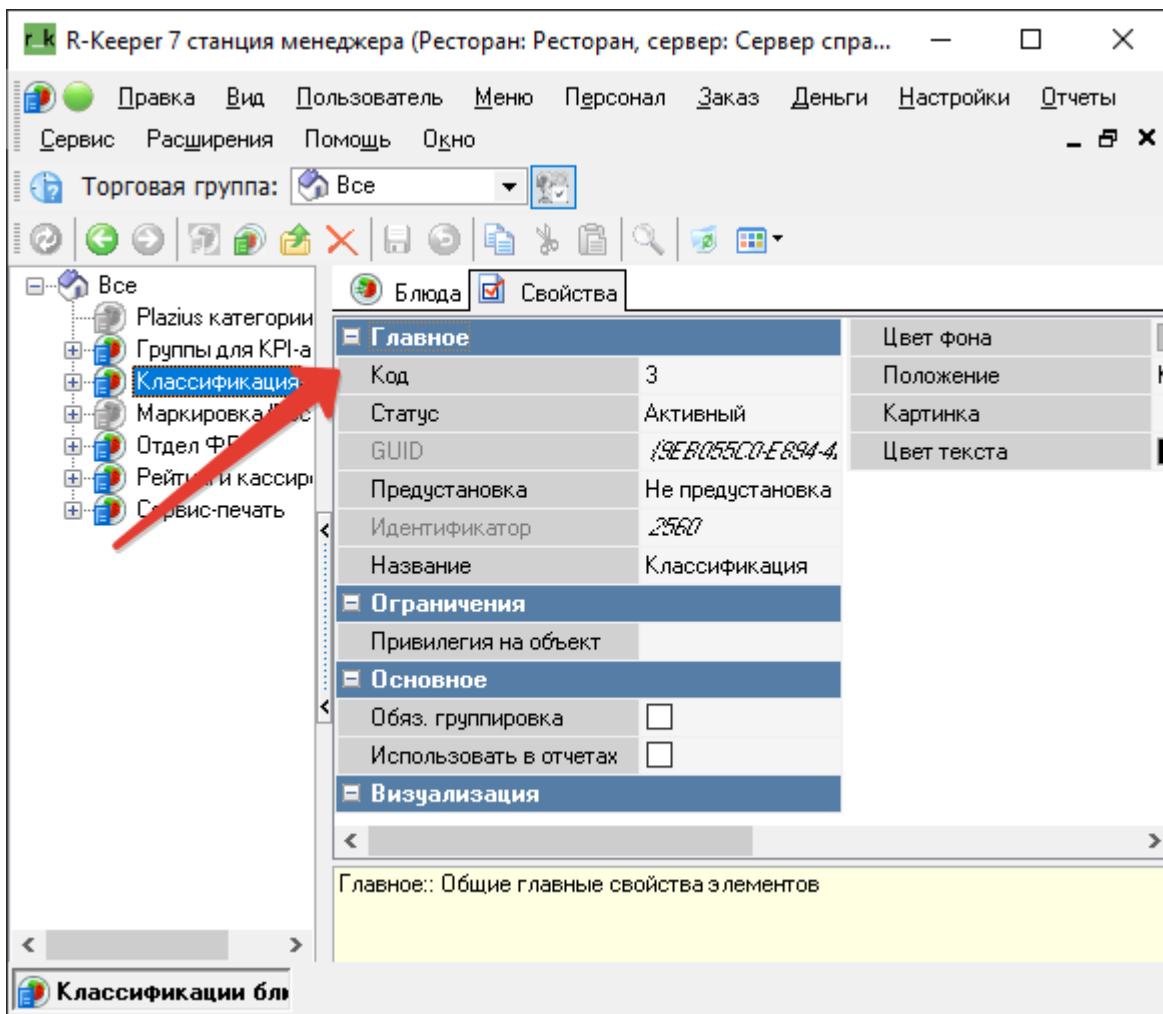 r_k R-Keeper 7 станция менеджера (Ресторан: Ресторан, сервер: Сервер спра...
Правка Вид Пользователь Меню Персонал Заказ Деньги Настройки Отчеты
Сервис Расширения Помощь Окно
Торговая группа: Все
Все
Plazius категории
Группы для KPI-а
Классификация
Маркировка
Отдел
Рейтинги кассир
Сервис-печать
Блюда Свойства
Главное
Код 3
Статус Активный
GUID
Предустановка Не предустановка
Идентификатор 2560
Название Классификация
Ограничения
Привилегия на объект
Основное
Обяз. группировка
Использовать в отчетах
Визуализация
Цвет фона
Положение
Картинка
Цвет текста
Главное:: Общие главные свойства элементов
Классификации блю